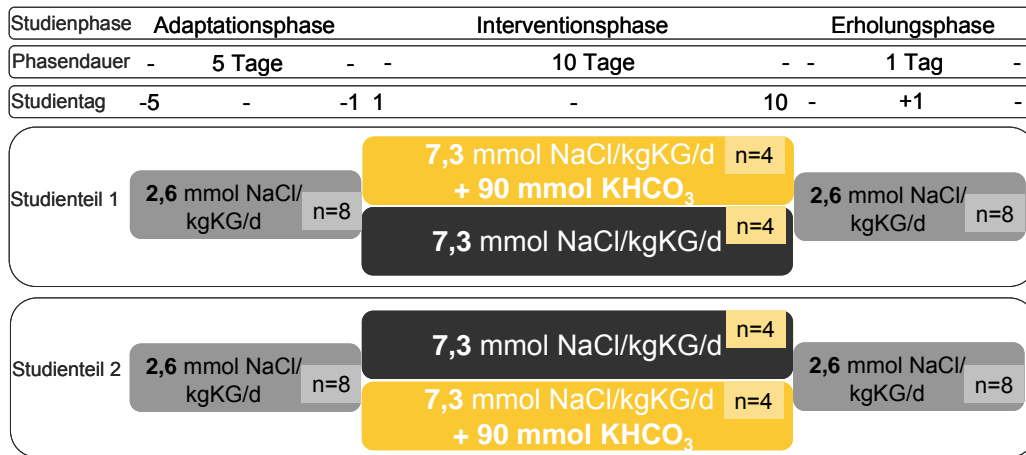 Studienphase Adaptationsphase Interventionsphase Erholungsphase
Phasendauer - 5 Tage - - 10 Tage - - 1 Tag -
Studientag -5 - -1 1 - 10 - +1 -
Studienteil 1
2,6 mmol NaCl/
kgKG/d
n=8
7,3 mmol NaCl/kgKG/d n=4
+ 90 mmol KHCO₃
7,3 mmol NaCl/kgKG/d n=4
2,6 mmol NaCl/
kgKG/d
n=8
Studienteil 2
2,6 mmol NaCl/
kgKG/d
n=8
7,3 mmol NaCl/kgKG/d n=4
7,3 mmol NaCl/kgKG/d n=4
+ 90 mmol KHCO₃
2,6 mmol NaCl/
kgKG/d
n=8